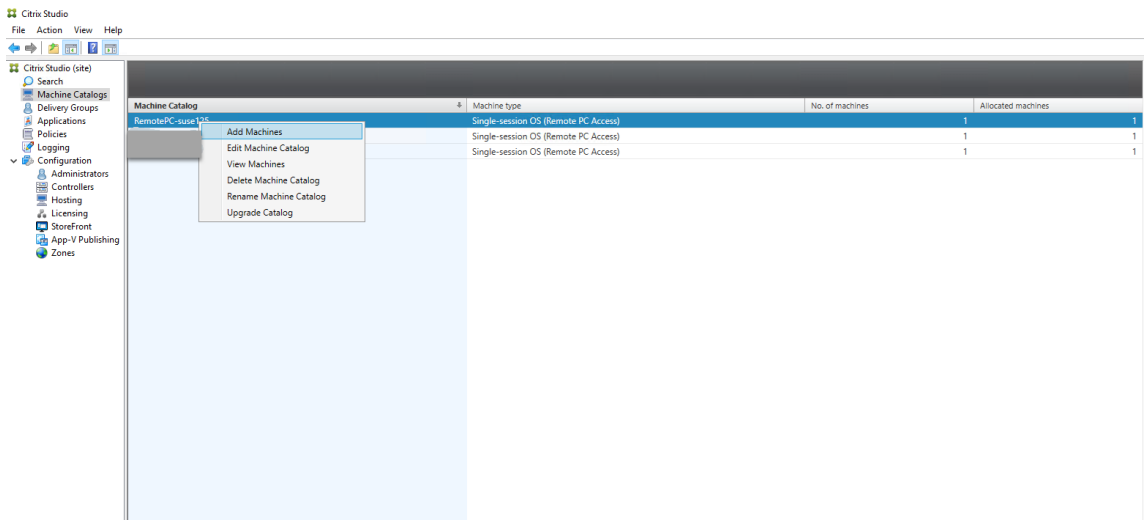 Citrix Studio
File Action View Help
Citrix Studio (site)
Search
Machine Catalogs
Delivery Groups
Applications
Policies
Logging
Configuration
Administrators
Controllers
Hosting
Licensing
StoreFront
App-V Publishing
Zones
Machine Catalog Machine type No. of machines Allocated machines
RemotePC-suse125 Single-session OS (Remote PC Access) 1 1
Single-session OS (Remote PC Access) 1 1
Single-session OS (Remote PC Access) 1 1
Add Machines
Edit Machine Catalog
View Machines
Delete Machine Catalog
Rename Machine Catalog
Upgrade Catalog